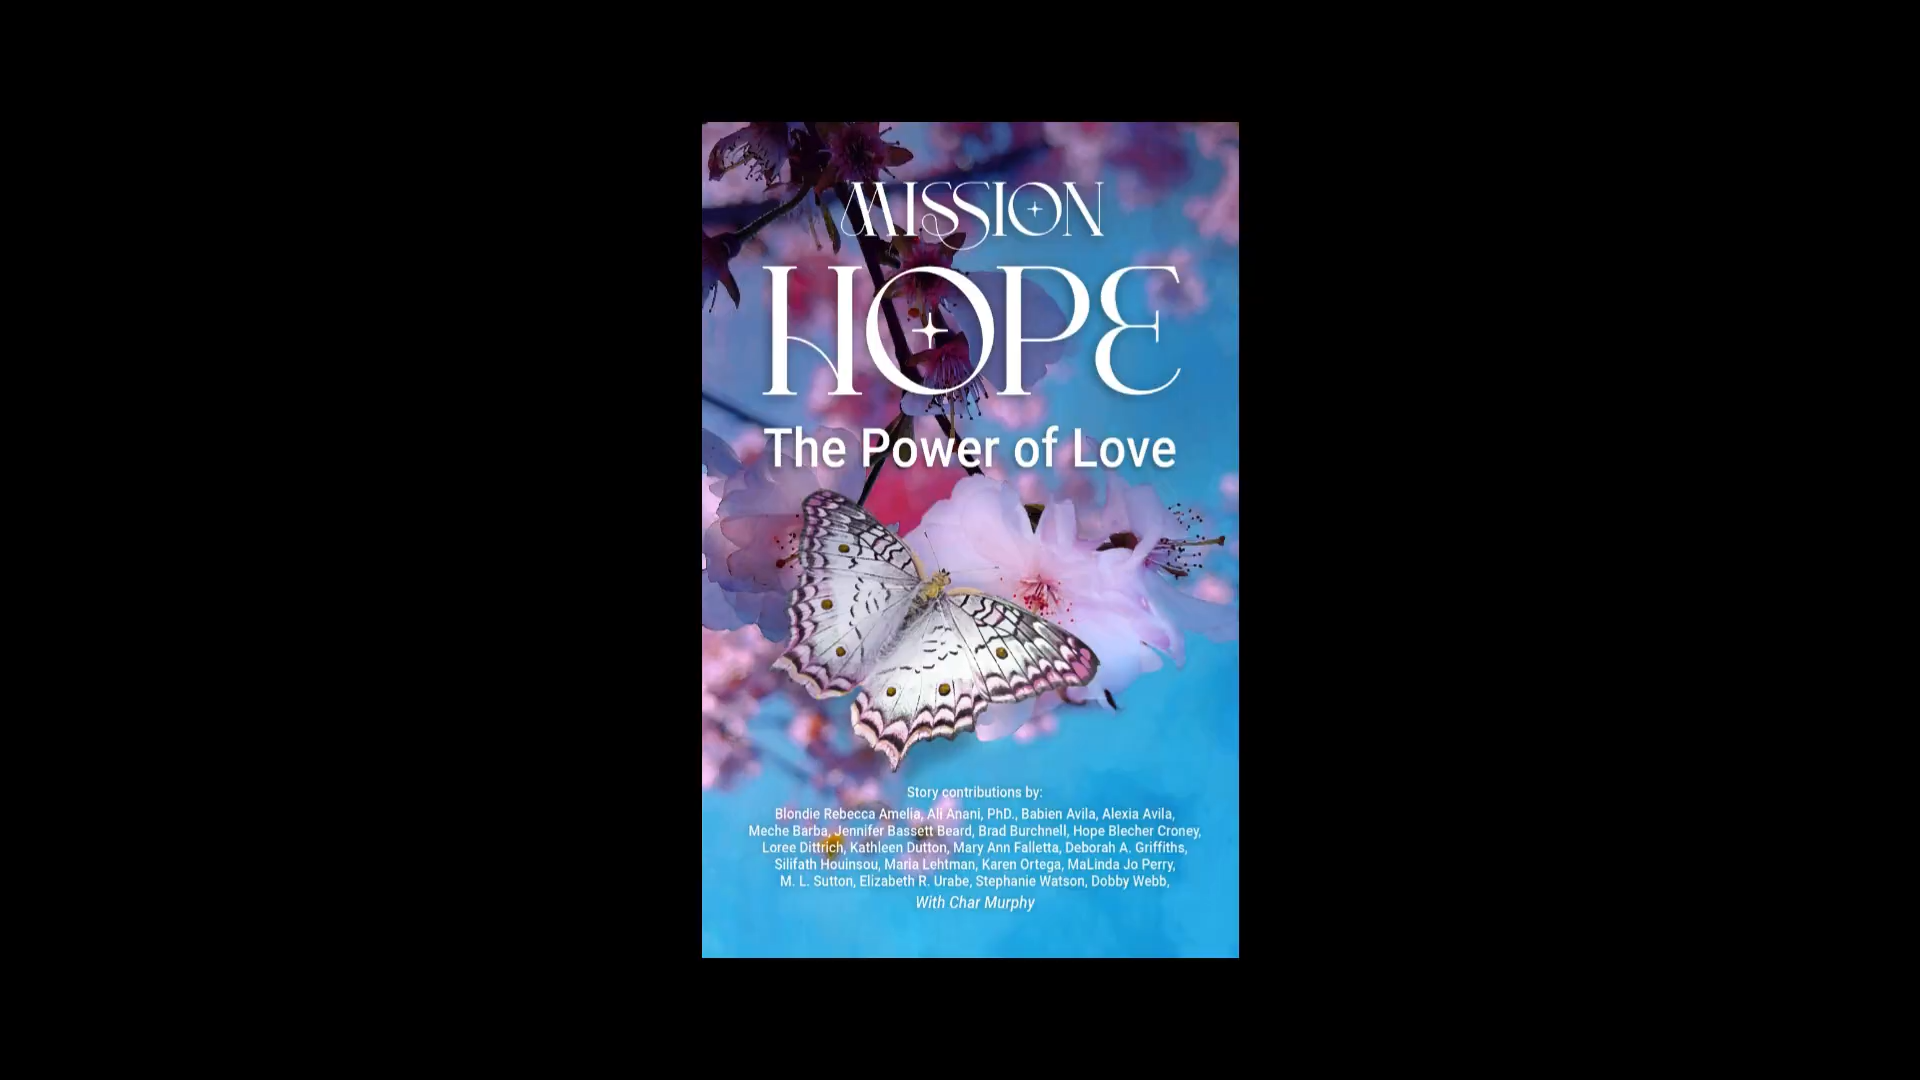 MISSION
HOPE
The Power of Love
Story contributions by:
Blondie Rebecca Amelia, Ali Anani, PhD., Babien Avila, Alexia Avila,
Meche Barba, Jennifer Bassett Beard, Brad Burchnell, Hope Blecher Croney,
Loree Dittrich, Kathleen Dutton, Mary Ann Falletta, Deborah A. Griffiths,
Silifath Houinsou, Maria Lehtman, Karen Ortega, MaLinda Jo Perry,
M. L. Sutton, Elizabeth R. Urabe, Stephanie Watson, Dobby Webb,
With Char Murphy